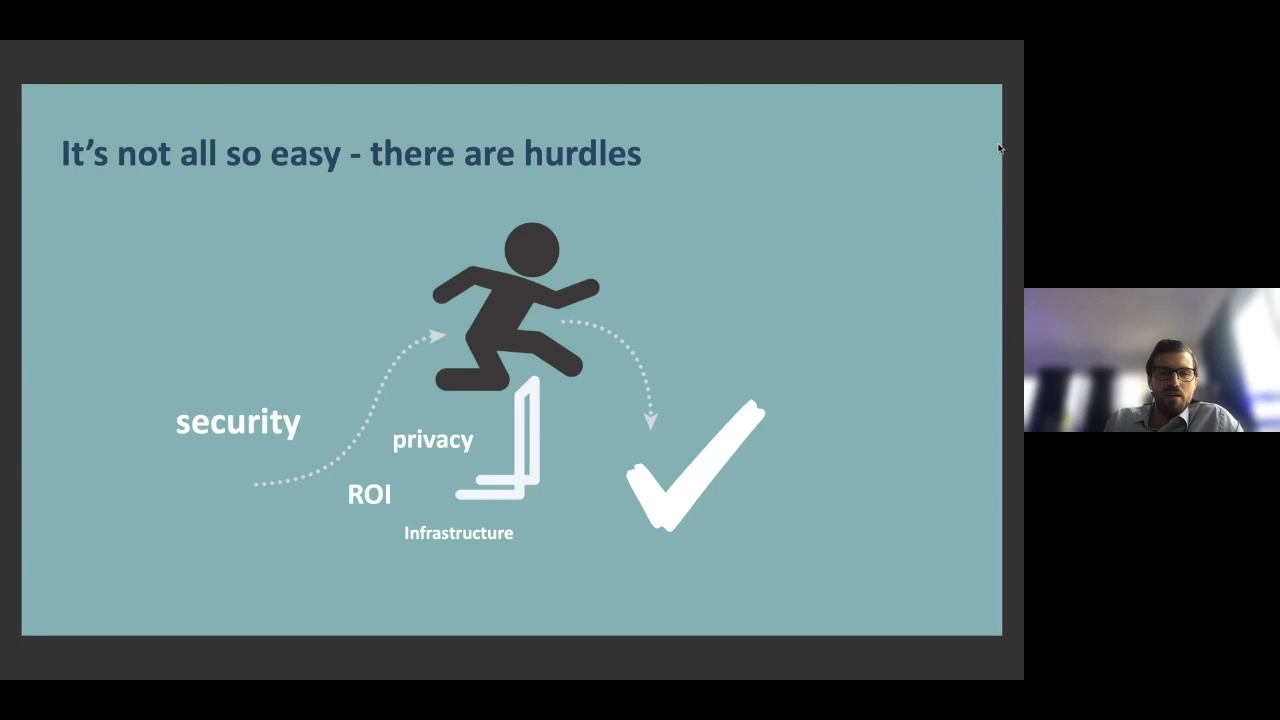 It’s not all so easy - there are hurdles
security
privacy
ROI
Infrastructure